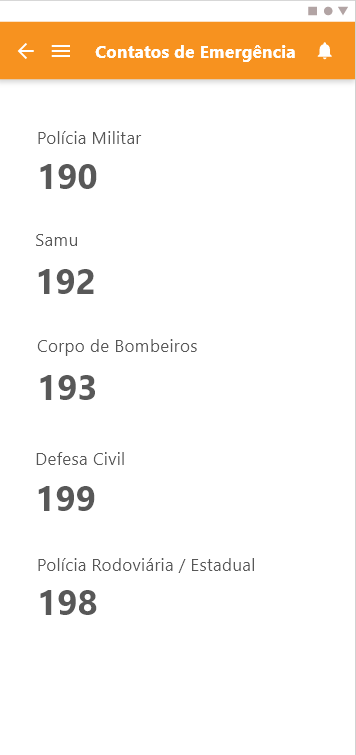 Contatos de Emergência
Polícia Militar
190
Samu
192
Corpo de Bombeiros
193
Defesa Civil
199
Polícia Rodoviária / Estadual
198